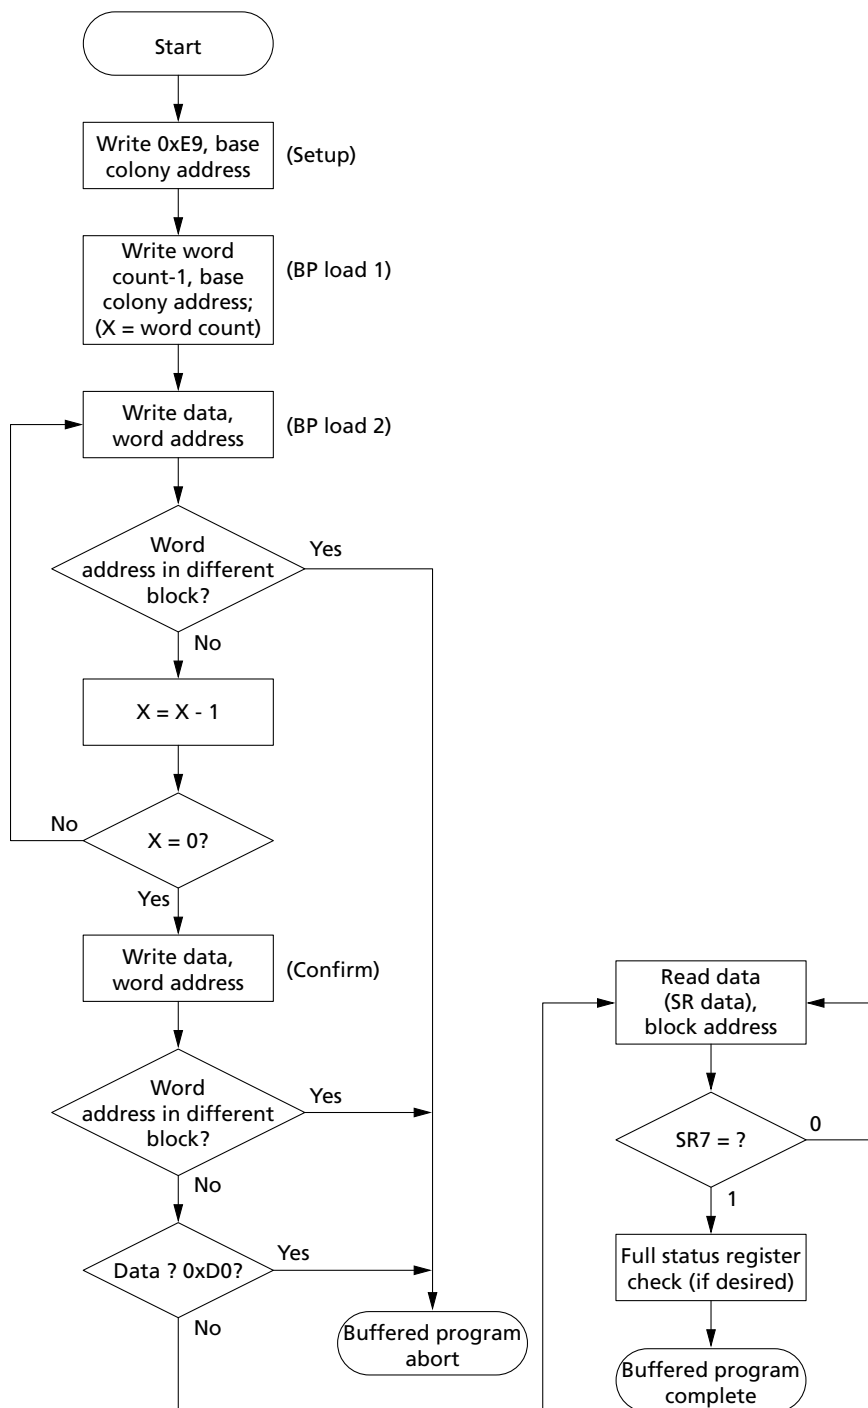 Start
Write 0xE9, base
colony address
(Setup)
Write word
count-1, base
colony address;
(X = word count)
(BP load 1)
Write data,
word address
(BP load 2)
Word
address in different
block?
Yes
No
X = X - 1
No
X = 0?
Yes
Write data,
word address
(Confirm)
Word
address in different
block?
Yes
No
Data ? 0xD0?
Yes
No
Buffered program
abort
Read data
(SR data),
block address
SR7 = ?
0
1
Full status register
check (if desired)
Buffered program
complete